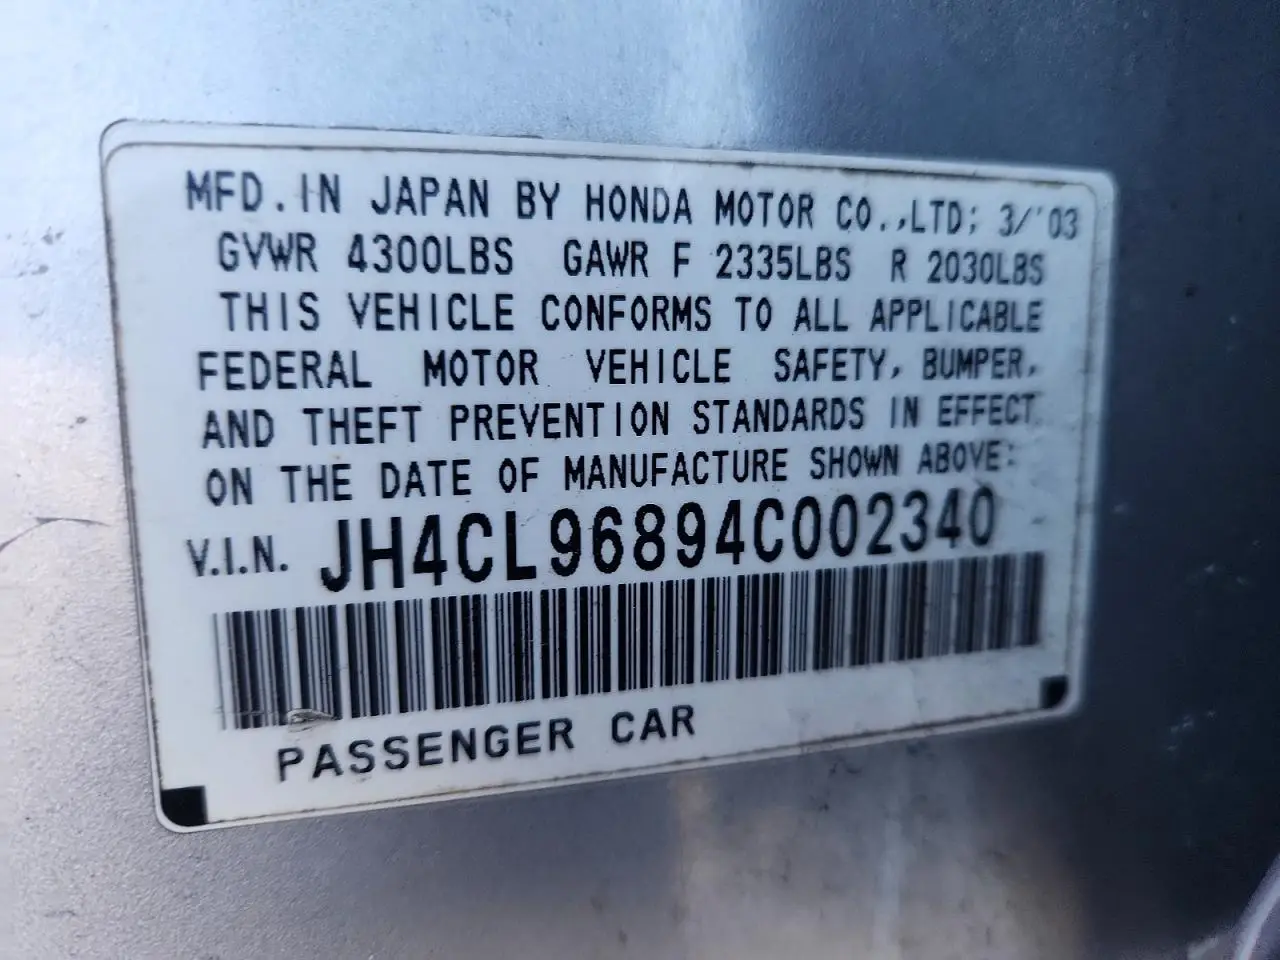 MFD. IN JAPAN BY HONDA MOTOR CO.,LTD; 3/'03
GVWR 4300LBS GAWR F 2335LBS R 2030LBS
THIS VEHICLE CONFORMS TO ALL APPLICABLE
FEDERAL MOTOR VEHICLE SAFETY, BUMPER,
AND THEFT PREVENTION STANDARDS IN EFFECT
ON THE DATE OF MANUFACTURE SHOWN ABOVE:
V.I.N. JH4CL96894C002340
PASSENGER CAR